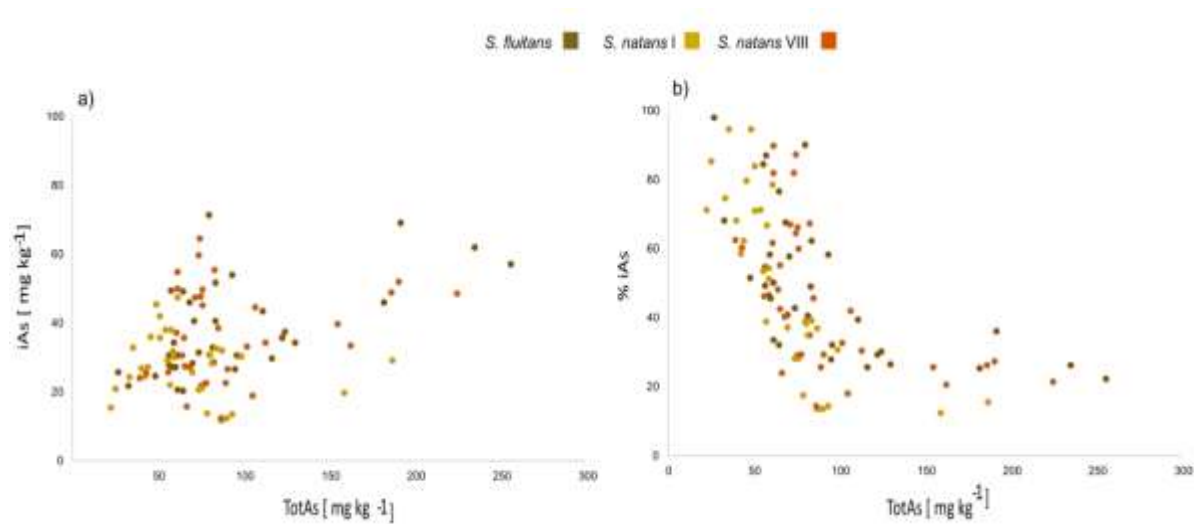 S. fluitans S. natans I S. natans VIII
a)
100
80
60
40
20
0
iAs [ mg kg⁻¹]
50 100 150 200 250 300
TotAs [ mg kg -1]
b)
100
80
60
40
20
0
% iAs
0 50 100 150 200 250 300
TotAs [ mg kg⁻¹]